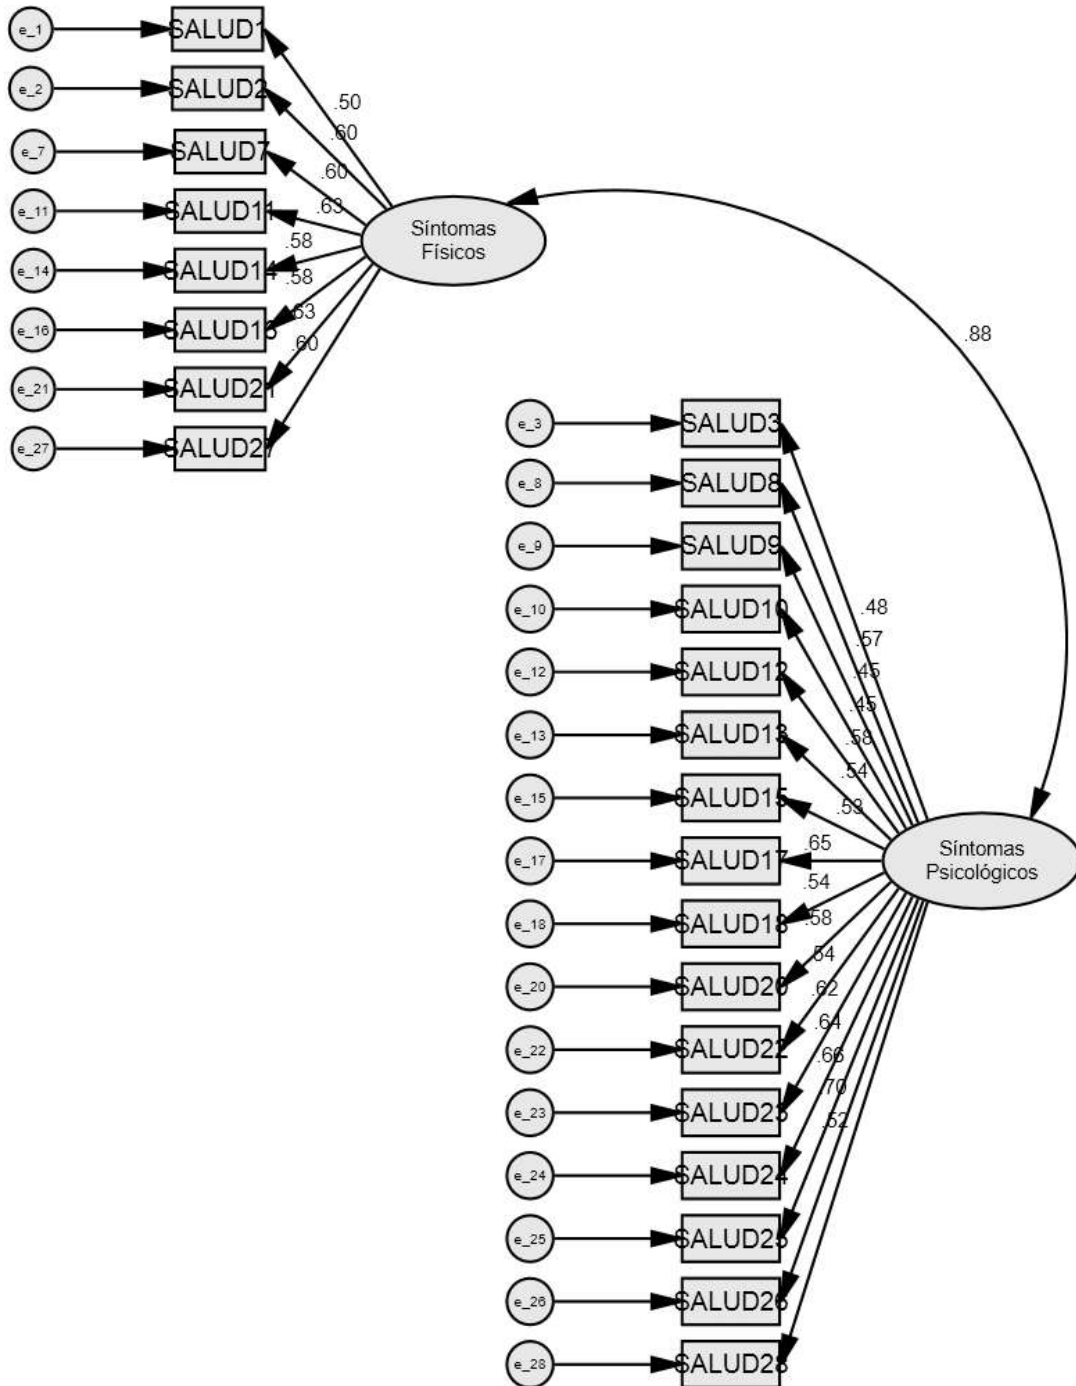 e_1
SALUD1
e_2
SALUD2
e_7
SALUD7
e_11
SALUD11
e_14
SALUD14
e_16
SALUD16
e_21
SALUD21
e_27
SALUD27
.50
.60
.60
.63
.58
.58
.63
.60
Síntomas
Físicos
.88
e_3
SALUD3
e_8
SALUD8
e_9
SALUD9
e_10
SALUD10
e_12
SALUD12
e_13
SALUD13
e_15
SALUD15
e_17
SALUD17
e_18
SALUD18
e_20
SALUD20
e_22
SALUD22
e_23
SALUD23
e_24
SALUD24
e_25
SALUD25
e_26
SALUD26
e_28
SALUD28
.48
.57
.45
.45
.58
.54
.53
.65
.54
.58
.54
.62
.64
.66
.70
.52
Síntomas
Psicológicos